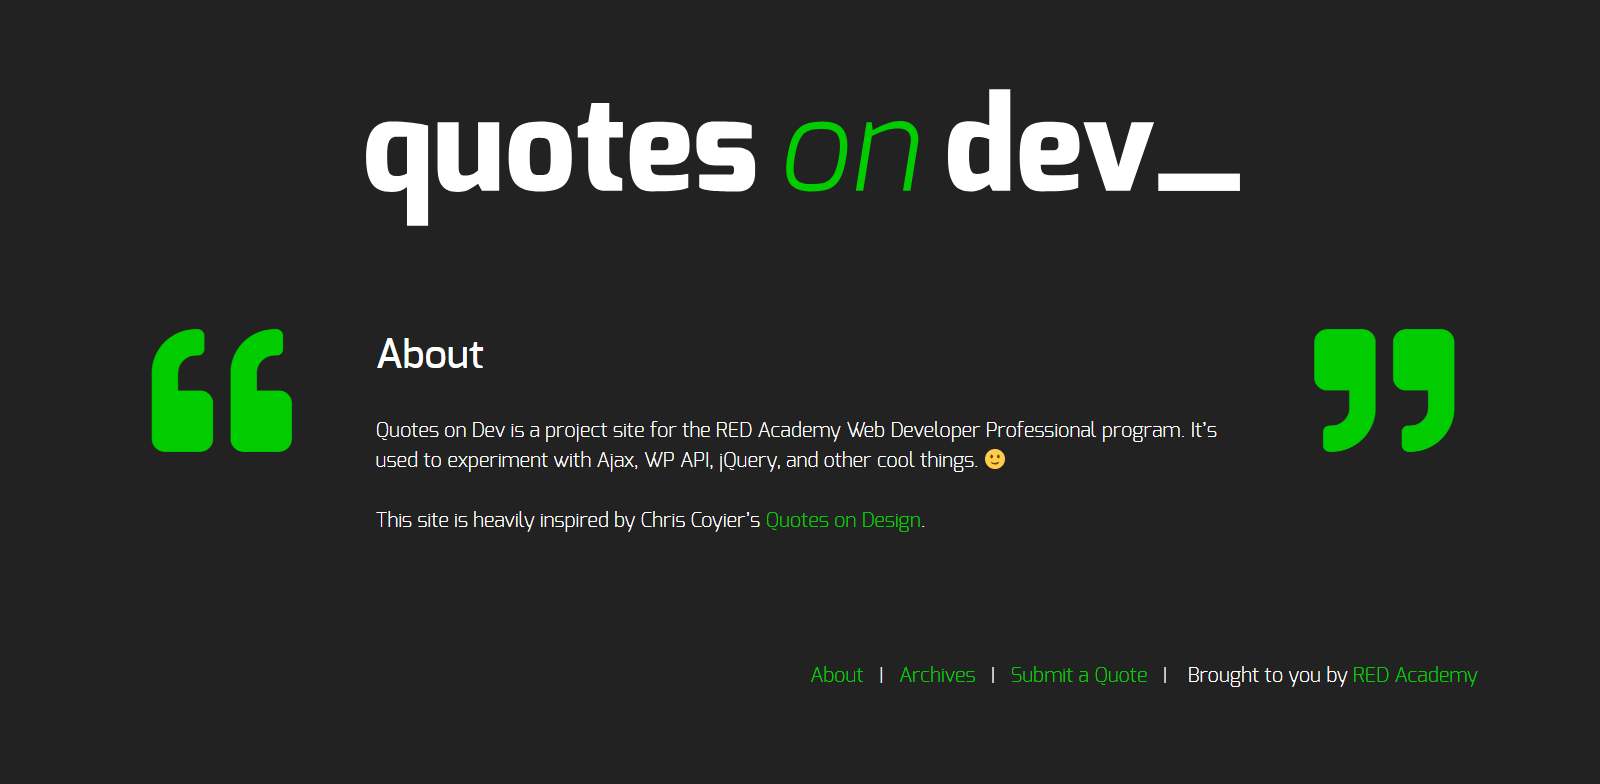 quotes on dev_
“
”
About
Quotes on Dev is a project site for the RED Academy Web Developer Professional program. It’s
used to experiment with Ajax, WP API, jQuery, and other cool things. 🙂
This site is heavily inspired by Chris Coyier’s Quotes on Design.
About | Archives | Submit a Quote | Brought to you by RED Academy